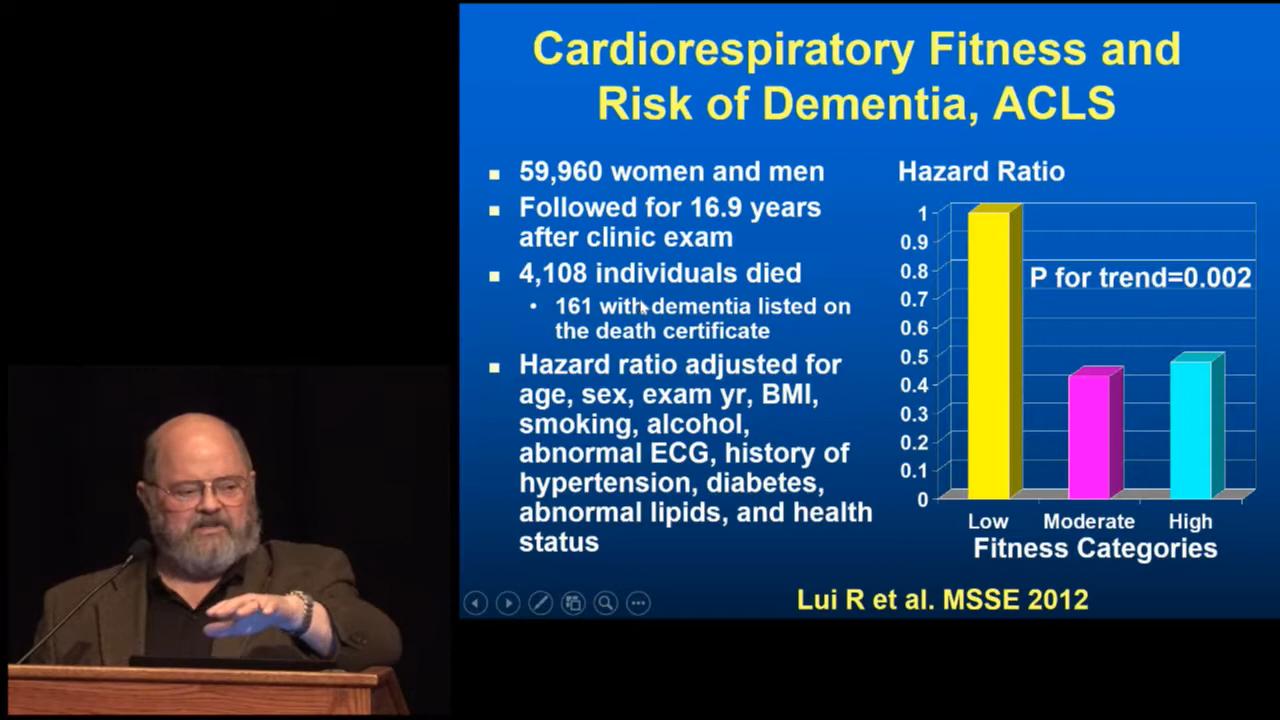 Cardiorespiratory Fitness and
Risk of Dementia, ACLS
59,960 women and men
Followed for 16.9 years
after clinic exam
4,108 individuals died
161 with dementia listed on
the death certificate
Hazard ratio adjusted for
age, sex, exam yr, BMI,
smoking, alcohol,
abnormal ECG, history of
hypertension, diabetes,
abnormal lipids, and health
status
Hazard Ratio
1
0.9
0.8
0.7
0.6
0.5
0.4
0.3
0.2
0.1
0
P for trend=0.002
Low Moderate High
Fitness Categories
Lui R et al. MSSE 2012